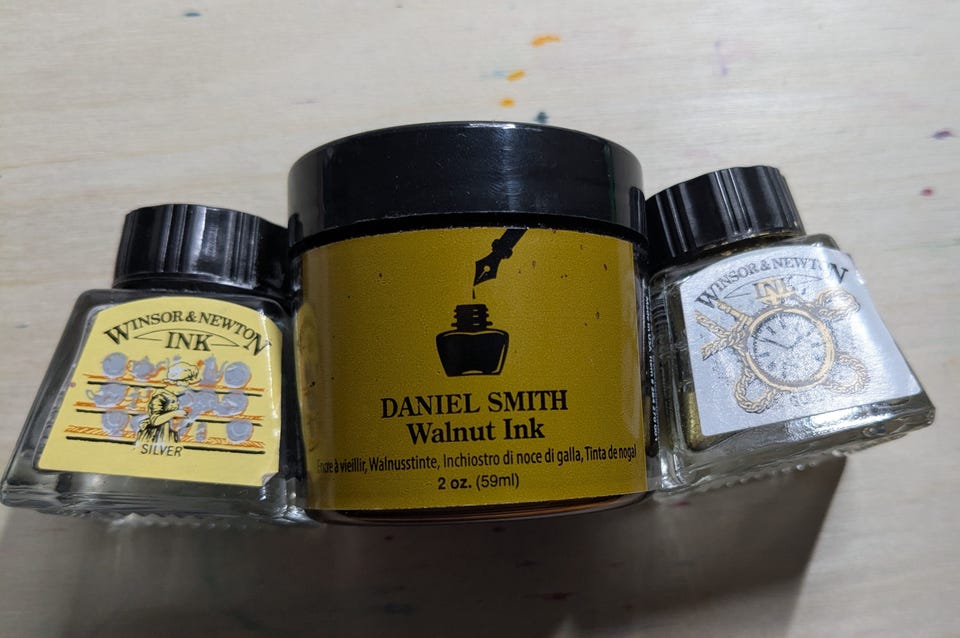 WINSOR & NEWTON
INK
SILVER
DANIEL SMITH
Walnut Ink
Encre à vieillir, Walnusstinte, Inchiostro di noce di galla, Tinta de nogal
2 oz. (59ml)
WINSOR & NEWTON
INK